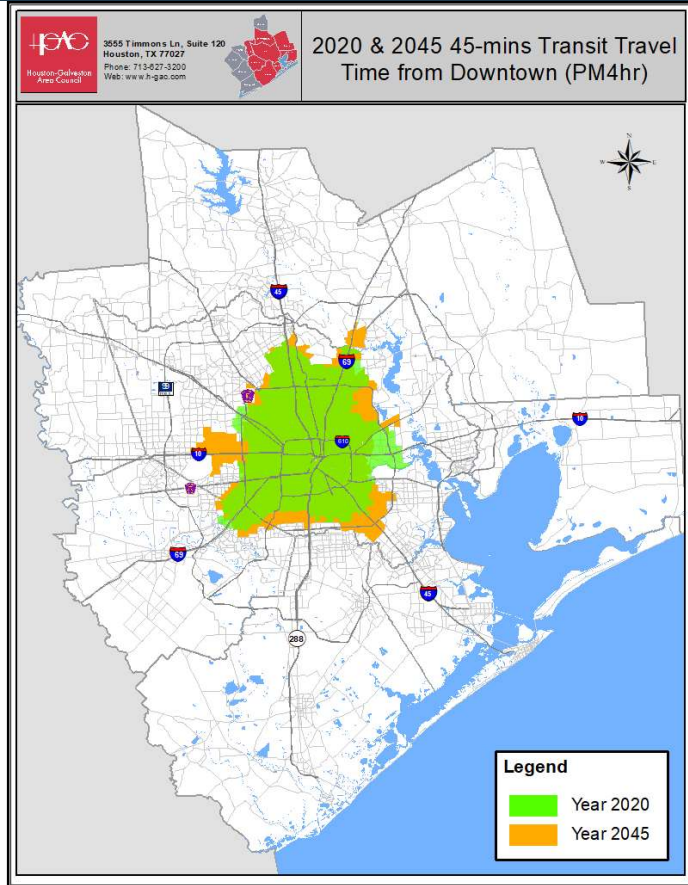 HGAC
Houston-Galveston
Area Council
3555 Timmons Ln, Suite 120
Houston, TX 77027
Phone: 713-627-3200
Web: www.h-gac.com
2020 & 2045 45-mins Transit Travel
Time from Downtown (PM4hr)
N
W
E
S
45
69
10
610
10
69
45
288
Legend
Year 2020
Year 2045